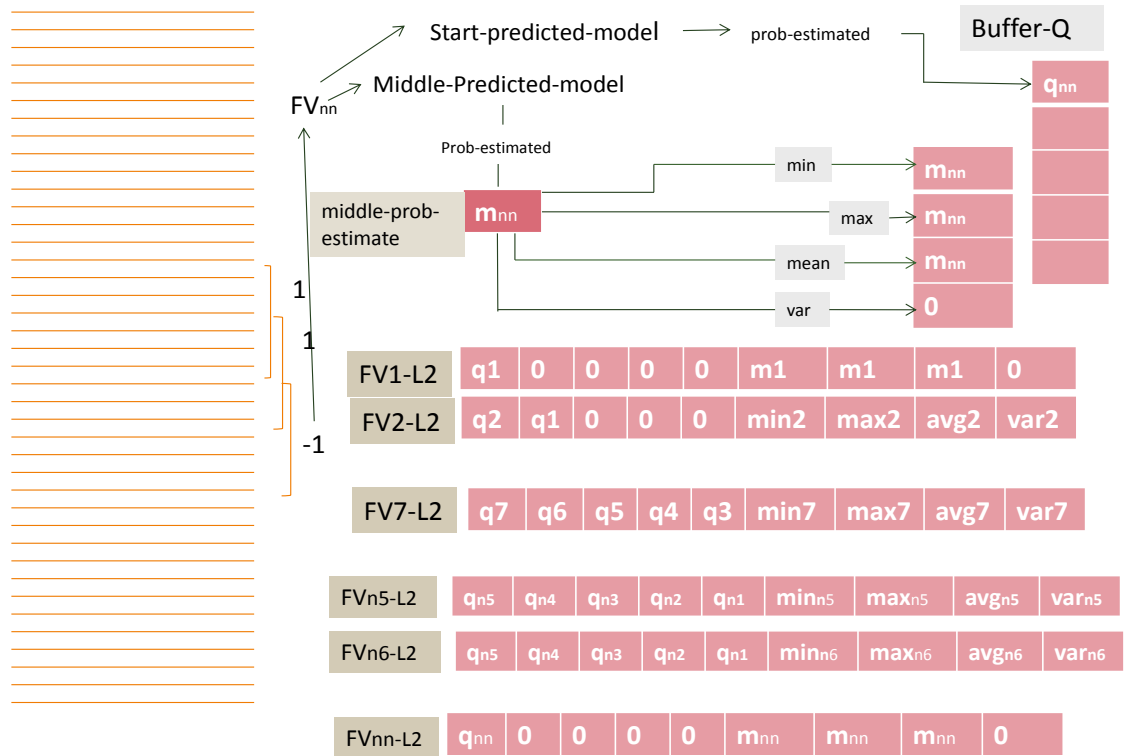 Start-predicted-model
prob-estimated
Buffer-Q
Middle-Predicted-model
FVnn
qnn
Prob-estimated
min
mnn
middle-prob-
estimate
mnn
max
mnn
mean
mnn
1
var
0
1
FV1-L2 q1 0 0 0 0 m1 m1 m1 0
FV2-L2 q2 q1 0 0 0 min2 max2 avg2 var2
-1
FV7-L2 q7 q6 q5 q4 q3 min7 max7 avg7 var7
FVn5-L2 qn5 qn4 qn3 qn2 qn1 minn5 maxn5 avgn5 varn5
FVn6-L2 qn5 qn4 qn3 qn2 qn1 minn6 maxn6 avgn6 varn6
FVnn-L2 qnn 0 0 0 0 mnn mnn mnn 0